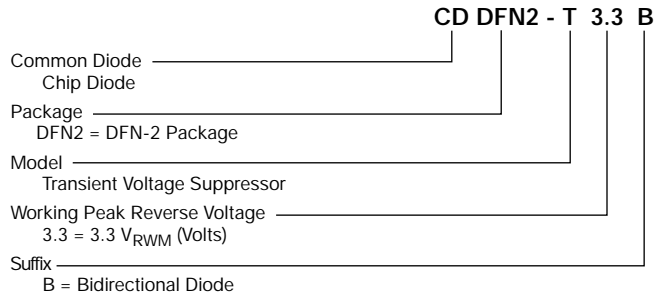 CD DFN2 - T 3.3 B
Common Diode
Chip Diode
Package
DFN2 = DFN-2 Package
Model
Transient Voltage Suppressor
Working Peak Reverse Voltage
3.3 = 3.3 VRWM (Volts)
Suffix
B = Bidirectional Diode